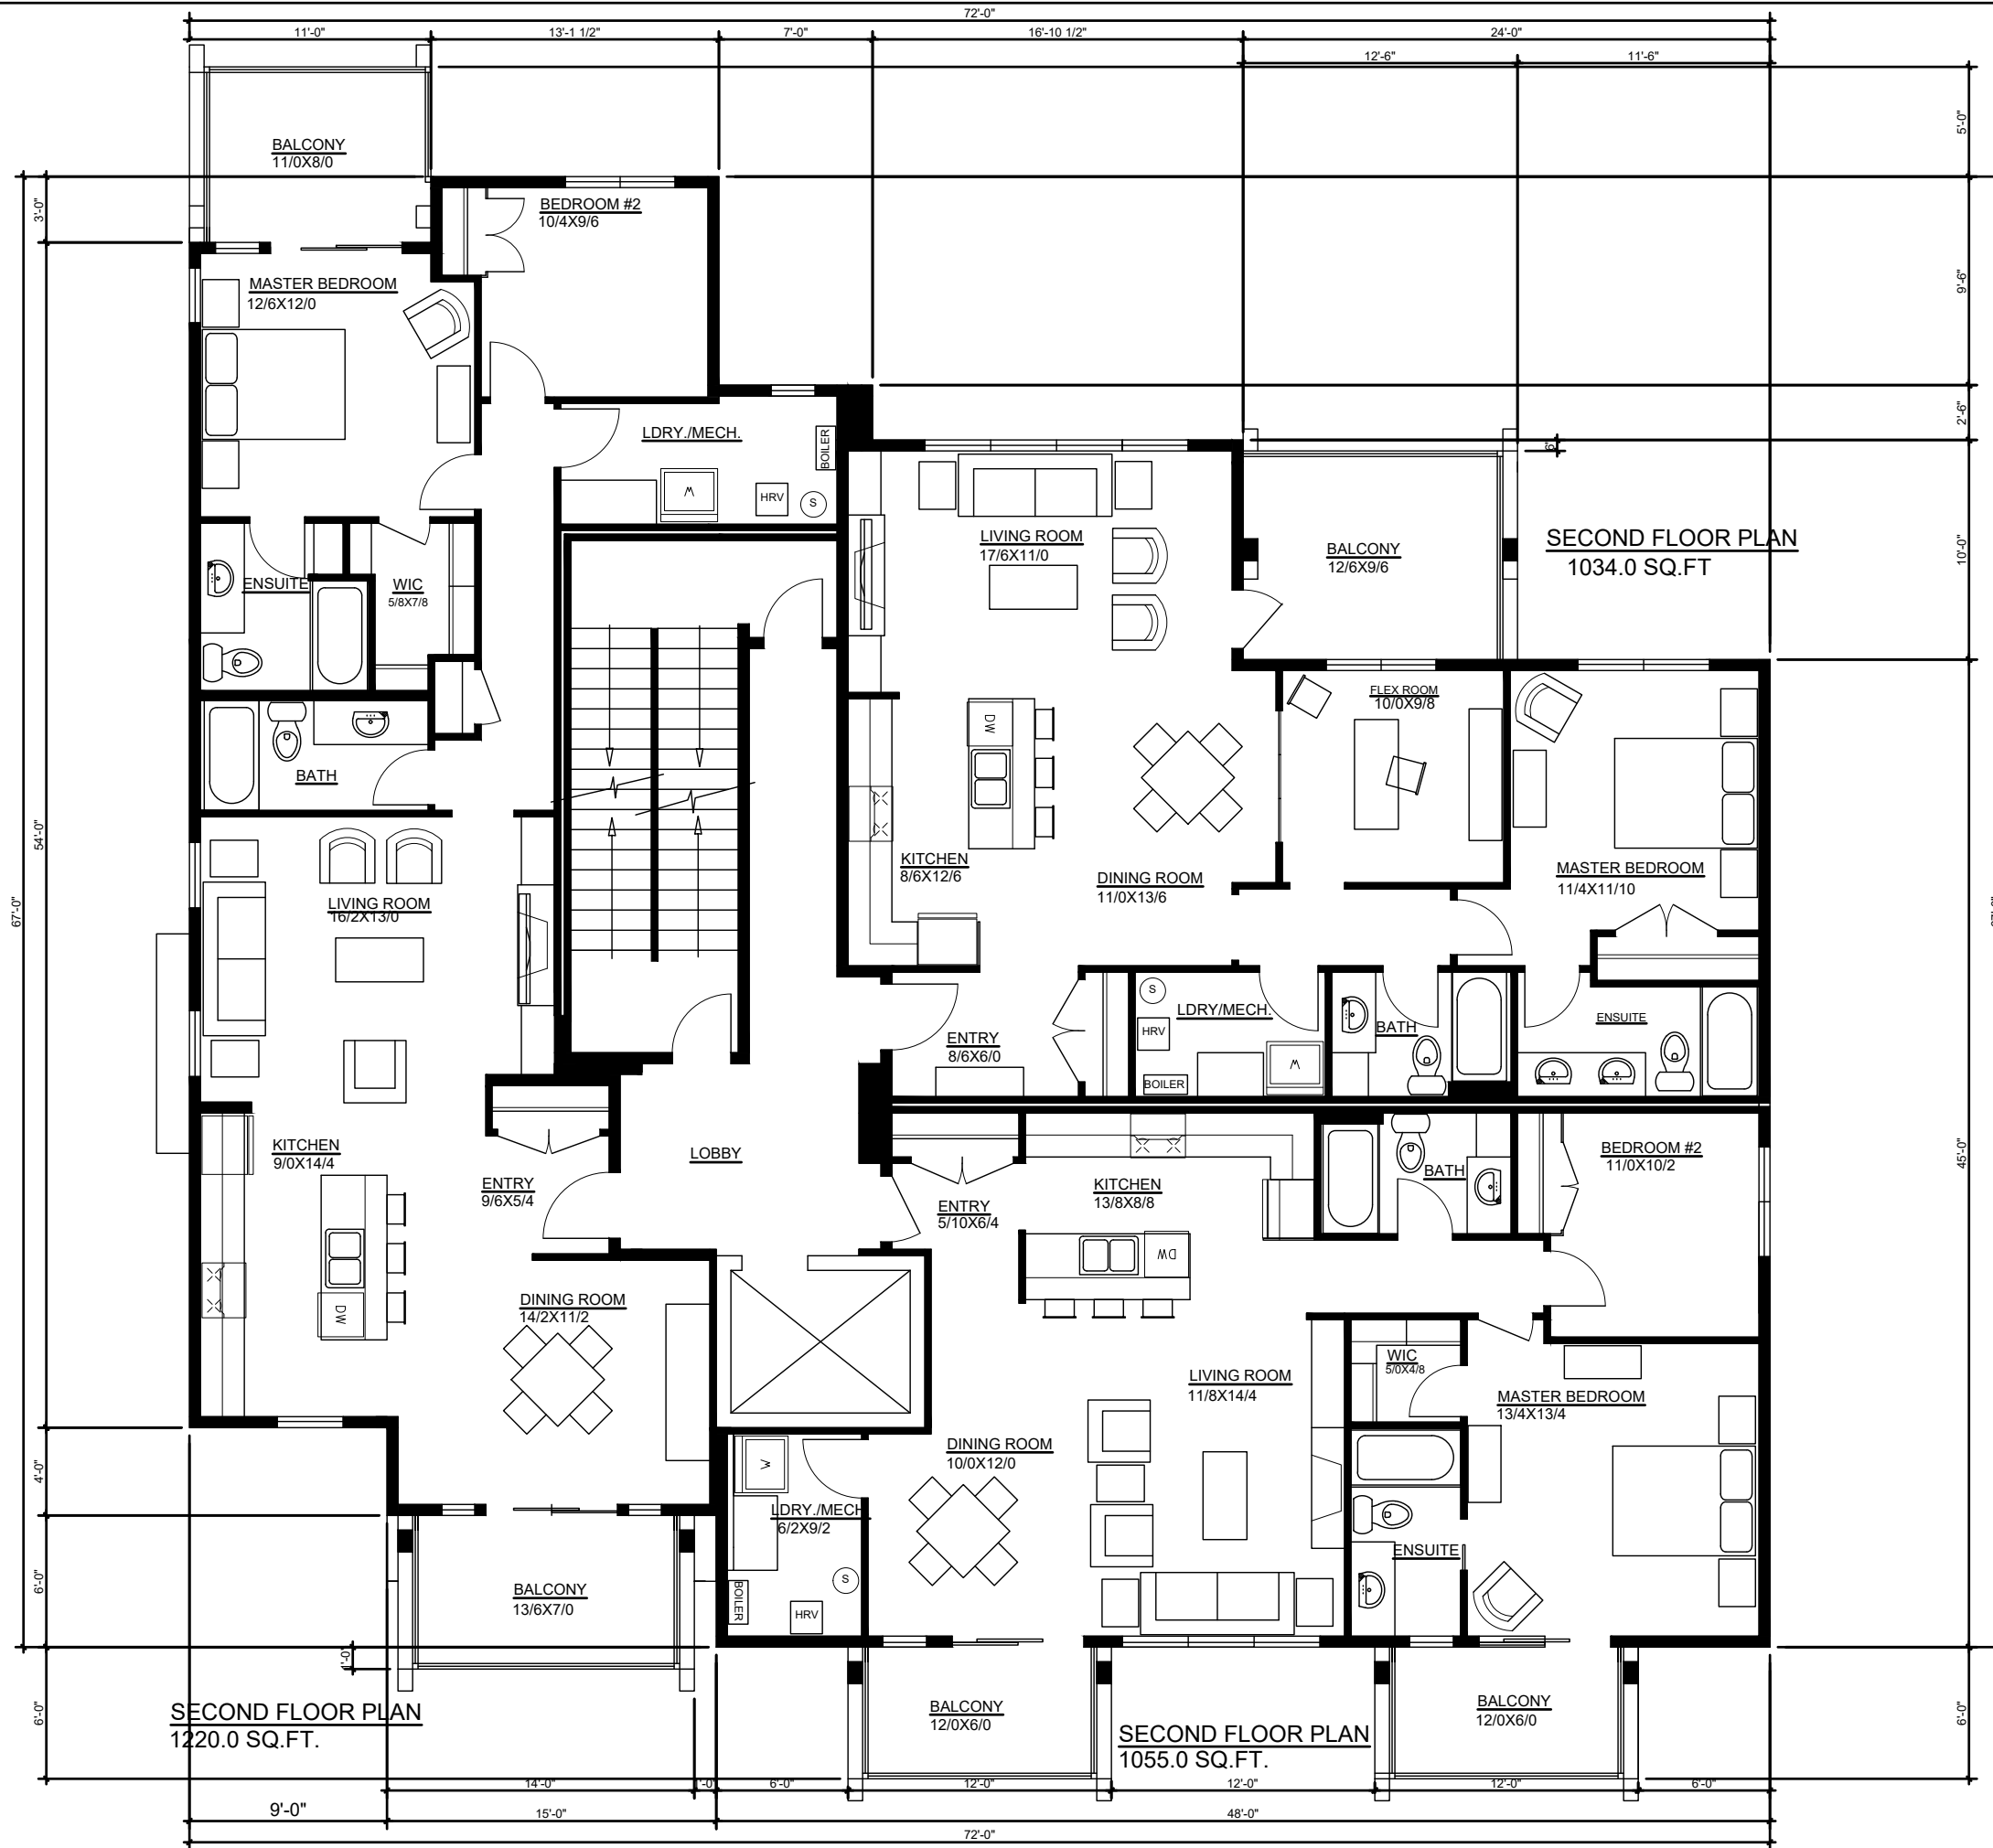 72'-0"
11'-0"
13'-1 1/2"
7'-0"
16'-10 1/2"
24'-0"
12'-6"
11'-6"
5'-0"
BALCONY
11/0X8/0
3'-0"
BEDROOM #2
10/4X9/6
MASTER BEDROOM
12/6X12/0
9'-6"
2'-6"
6"
LDRY./MECH.
BOILER
W
HRV
S
LIVING ROOM
17/6X11/0
BALCONY
12/6X9/6
SECOND FLOOR PLAN
1034.0 SQ.FT
10'-0"
ENSUITE
WIC
5/8X7/8
BATH
DW
FLEX ROOM
10/0X9/8
54'-0"
67'-0"
KITCHEN
8/6X12/6
DINING ROOM
11/0X13/6
MASTER BEDROOM
11/4X11/10
LIVING ROOM
16/2X13/0
S
LDRY/MECH.
HRV
BOILER
W
BATH
ENSUITE
ENTRY
8/6X6/0
KITCHEN
9/0X14/4
LOBBY
ENTRY
9/6X5/4
ENTRY
5/10X6/4
KITCHEN
13/8X8/8
DW
BATH
BEDROOM #2
11/0X10/2
45'-0"
DW
DINING ROOM
14/2X11/2
LIVING ROOM
11/8X14/4
WIC
5/0X4/8
MASTER BEDROOM
13/4X13/4
DINING ROOM
10/0X12/0
4'-0"
W
LDRY./MECH
6/2X9/2
S
BOILER
HRV
ENSUITE
6'-0"
BALCONY
13/6X7/0
1'-0"
6'-0"
SECOND FLOOR PLAN
1220.0 SQ.FT.
BALCONY
12/0X6/0
SECOND FLOOR PLAN
1055.0 SQ.FT.
BALCONY
12/0X6/0
6'-0"
14'-0"
1'-0"
6'-0"
12'-0"
12'-0"
12'-0"
6'-0"
9'-0"
15'-0"
48'-0"
72'-0"